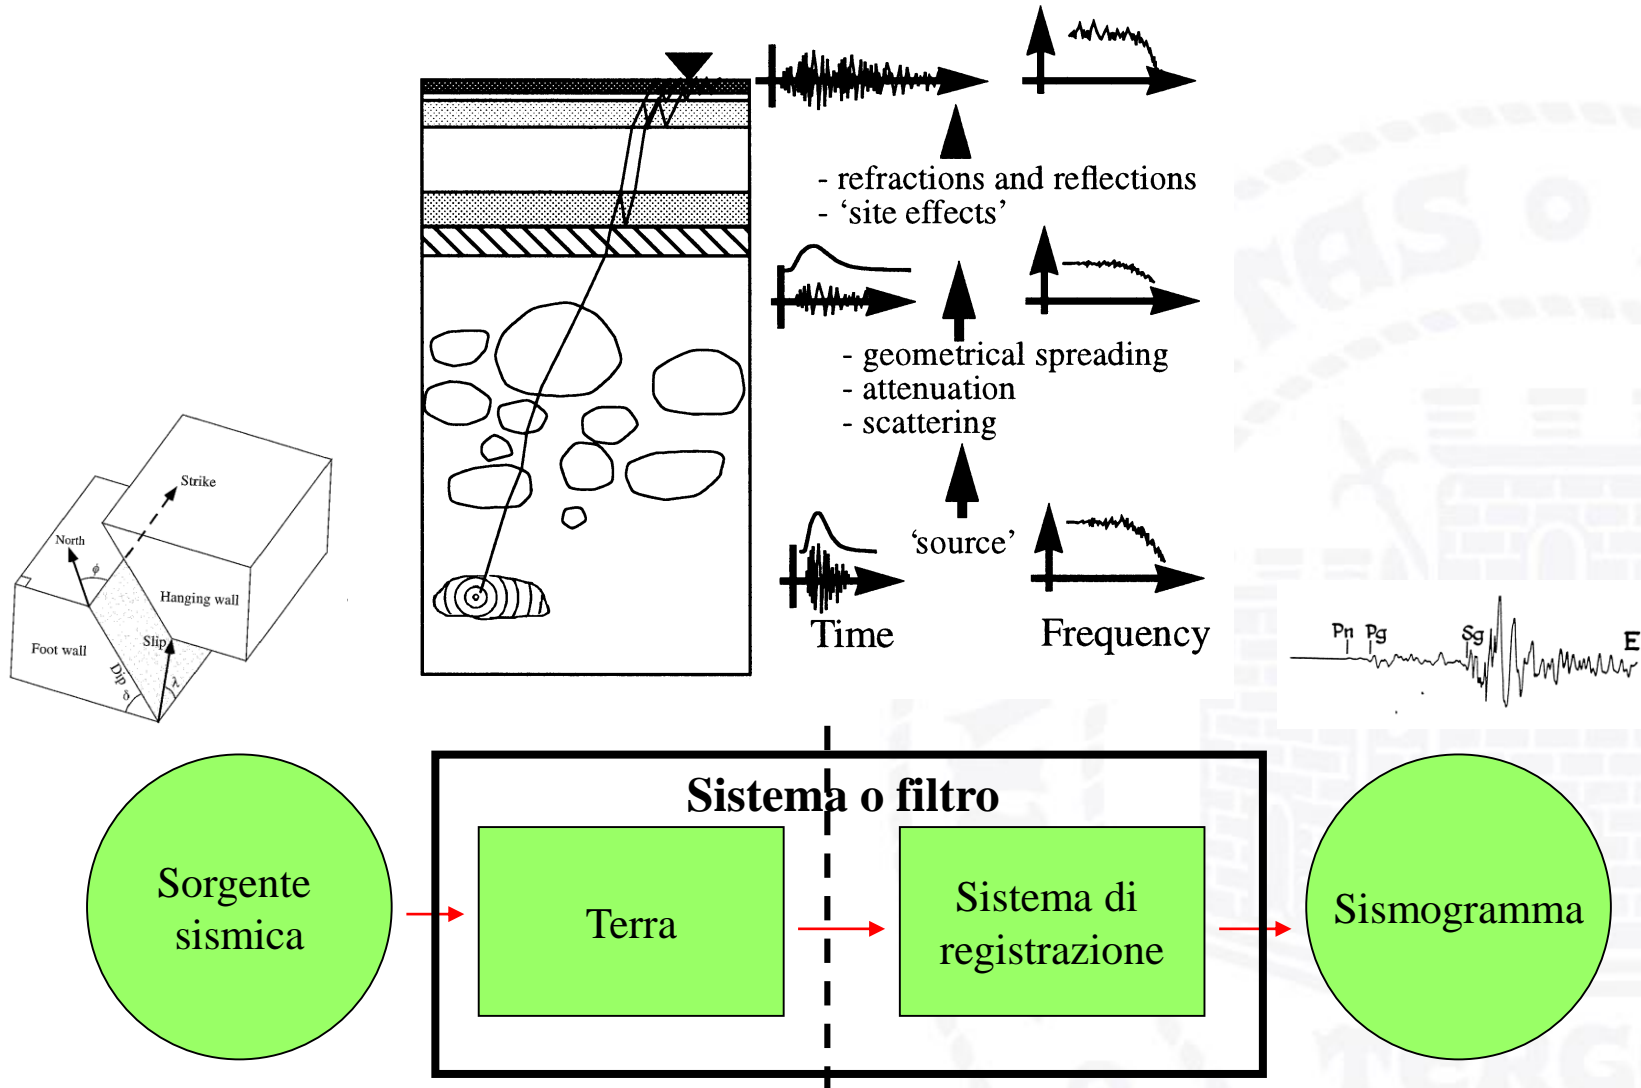 - refractions and reflections
- ‘site effects’
- geometrical spreading
- attenuation
- scattering
‘source’
Time
Frequency
Strike
North
ϕ
Hanging wall
Foot wall
Slip
Dip
δ
λ
Pn
Pg
Sg
E
Sistema o filtro
Sorgente
sismica
Terra
Sistema di
registrazione
Sismogramma